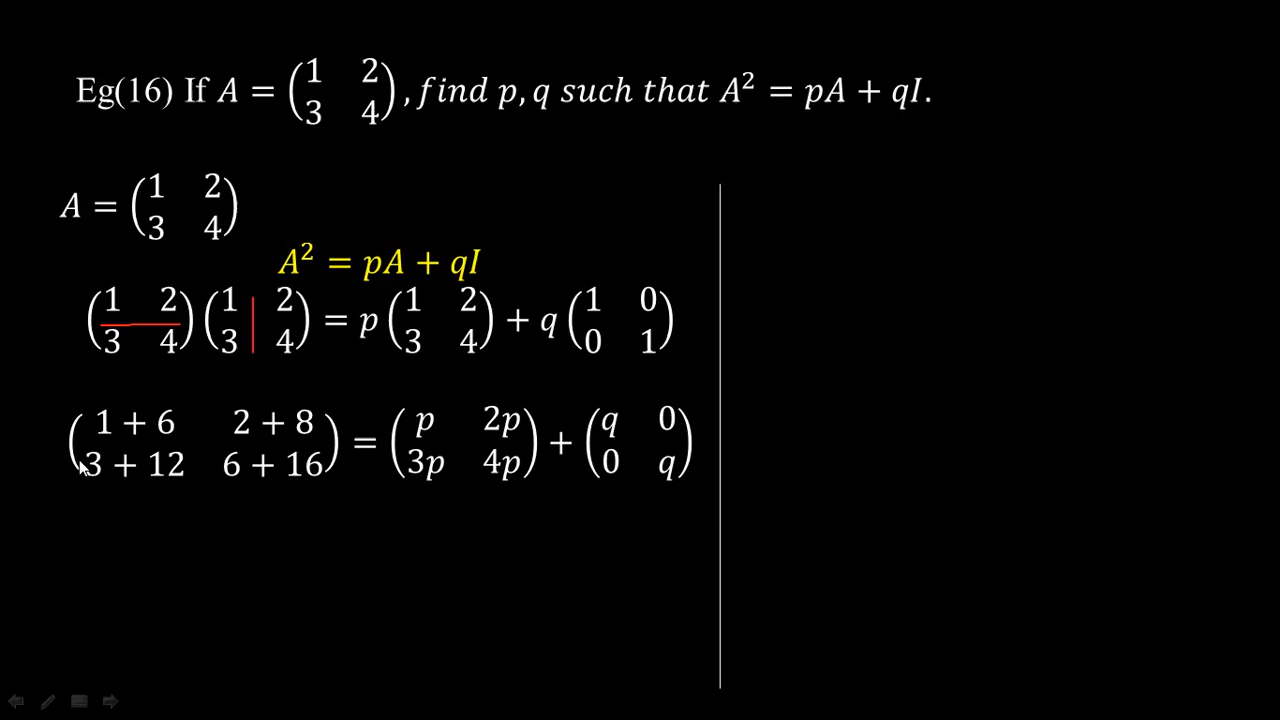 Eg(16) If A = (1 2
3 4), find p, q such that A² = pA + qI.
A = (1 2
3 4)
A² = pA + qI
(1 2
3 4)(1 2
3 4) = p(1 2
3 4) + q(1 0
0 1)
(1 + 6 2 + 8
3 + 12 6 + 16) = (p 2p
3p 4p) + (q 0
0 q)